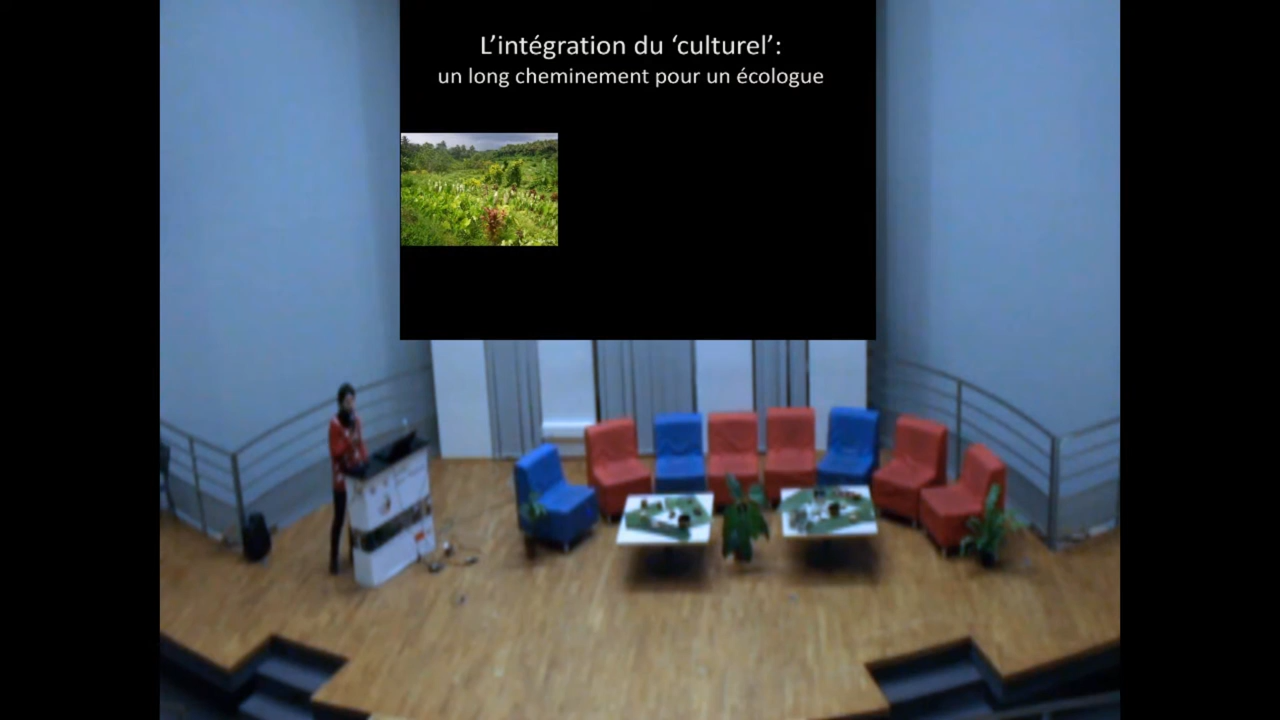 L’intégration du ‘culturel’:
un long cheminement pour un écologue